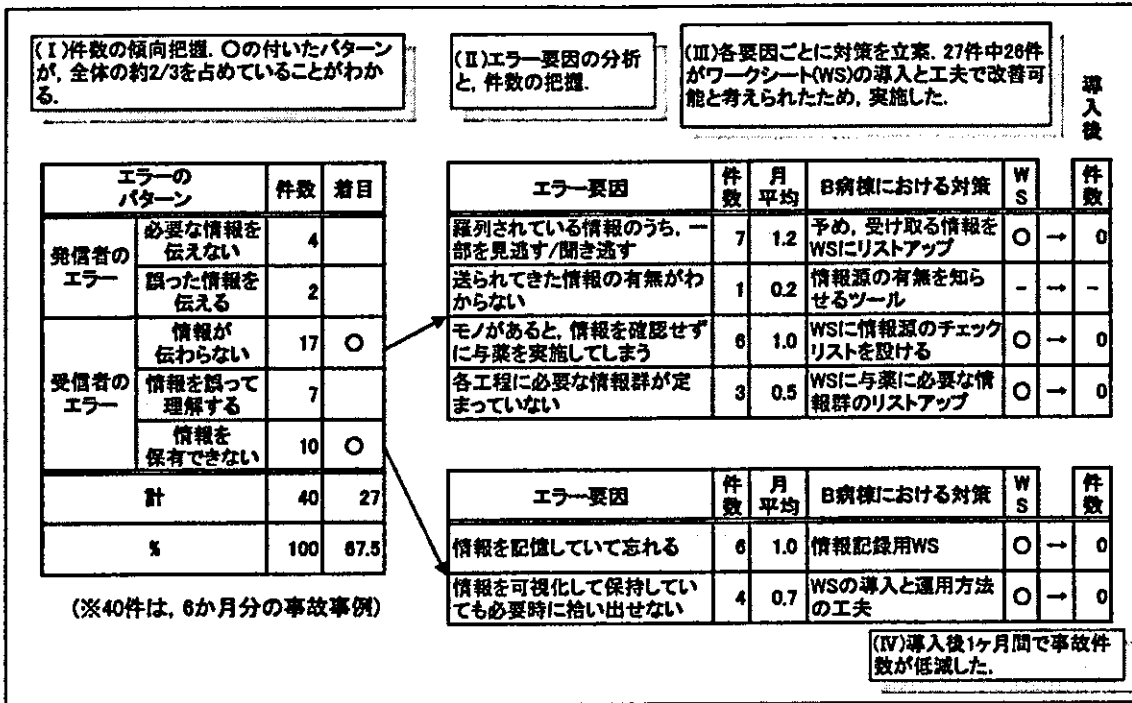 (Ⅰ)件数の傾向把握. ○の付いたパターン
が, 全体の約2/3を占めていることがわか
る.
(Ⅱ)エラー要因の分析
と, 件数の把握.
(Ⅲ)各要因ごとに対策を立案. 27件中26件
がワークシート(WS)の導入と工夫で改善可
能と考えられたため, 実施した.
導入後
エラーの
パターン
件数
着目
発信者の
エラー
必要な情報を
伝えない
4
誤った情報を
伝える
2
受信者の
エラー
情報が
伝わらない
17
○
情報を誤って
理解する
7
情報を
保有できない
10
○
計
40
27
%
100
67.5
(※40件は, 6か月分の事故事例)
エラー要因
件数
月
平均
B病棟における対策
WS
件数
羅列されている情報のうち, 一
部を見逃す/聞き逃す
7
1.2
予め, 受け取る情報を
WSにリストアップ
○
→
0
送られてきた情報の有無がわ
からない
1
0.2
情報源の有無を知ら
せるツール
-
→
-
モノがあると, 情報を確認せず
に与薬を実施してしまう
6
1.0
WSに情報源のチェック
リストを設ける
○
→
0
各工程に必要な情報群が定
まっていない
3
0.5
WSに与薬に必要な情
報群のリストアップ
○
→
0
エラー要因
件数
月
平均
B病棟における対策
WS
件数
情報を記憶していて忘れる
6
1.0
情報記録用WS
○
→
0
情報を可視化して保持してい
ても必要時に拾い出せない
4
0.7
WSの導入と運用方法
の工夫
○
→
0
(Ⅳ)導入後1ヶ月間で事故件
数が低減した.